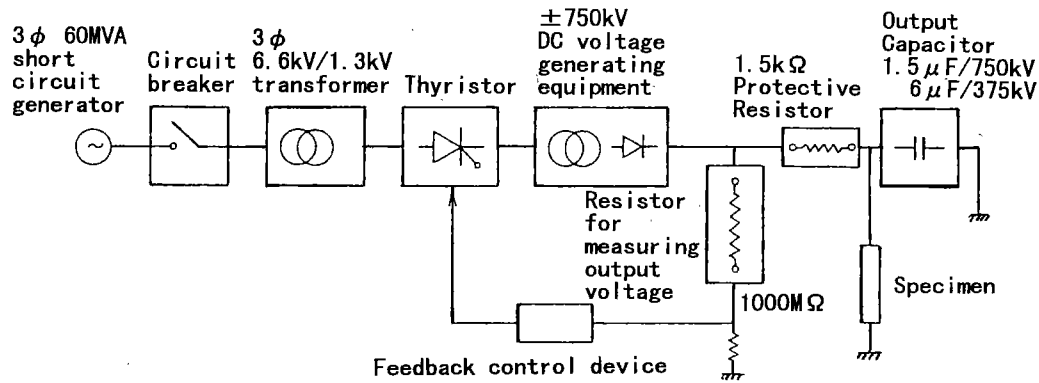 3φ 60MVA
short
circuit
generator
Circuit
breaker
3φ
6.6kV/1.3kV
transformer
Thyristor
±750kV
DC voltage
generating
equipment
1.5kΩ
Protective
Resistor
Output
Capacitor
1.5μF/750kV
6μF/375kV
~
Resistor
for
measuring
output
voltage
1000MΩ
Specimen
Feedback control device